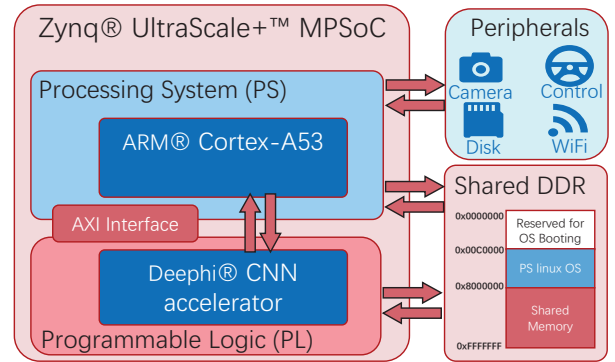 Zynq® UltraScale+™ MPSoC
Processing System (PS)
ARM® Cortex-A53
AXI Interface
Deephi® CNN
accelerator
Programmable Logic (PL)
Peripherals
Camera
Control
Disk
WiFi
Shared DDR
0x0000000
Reserved for
OS Booting
0x00C0000
PS linux OS
0x8000000
Shared
Memory
0xFFFFFFF